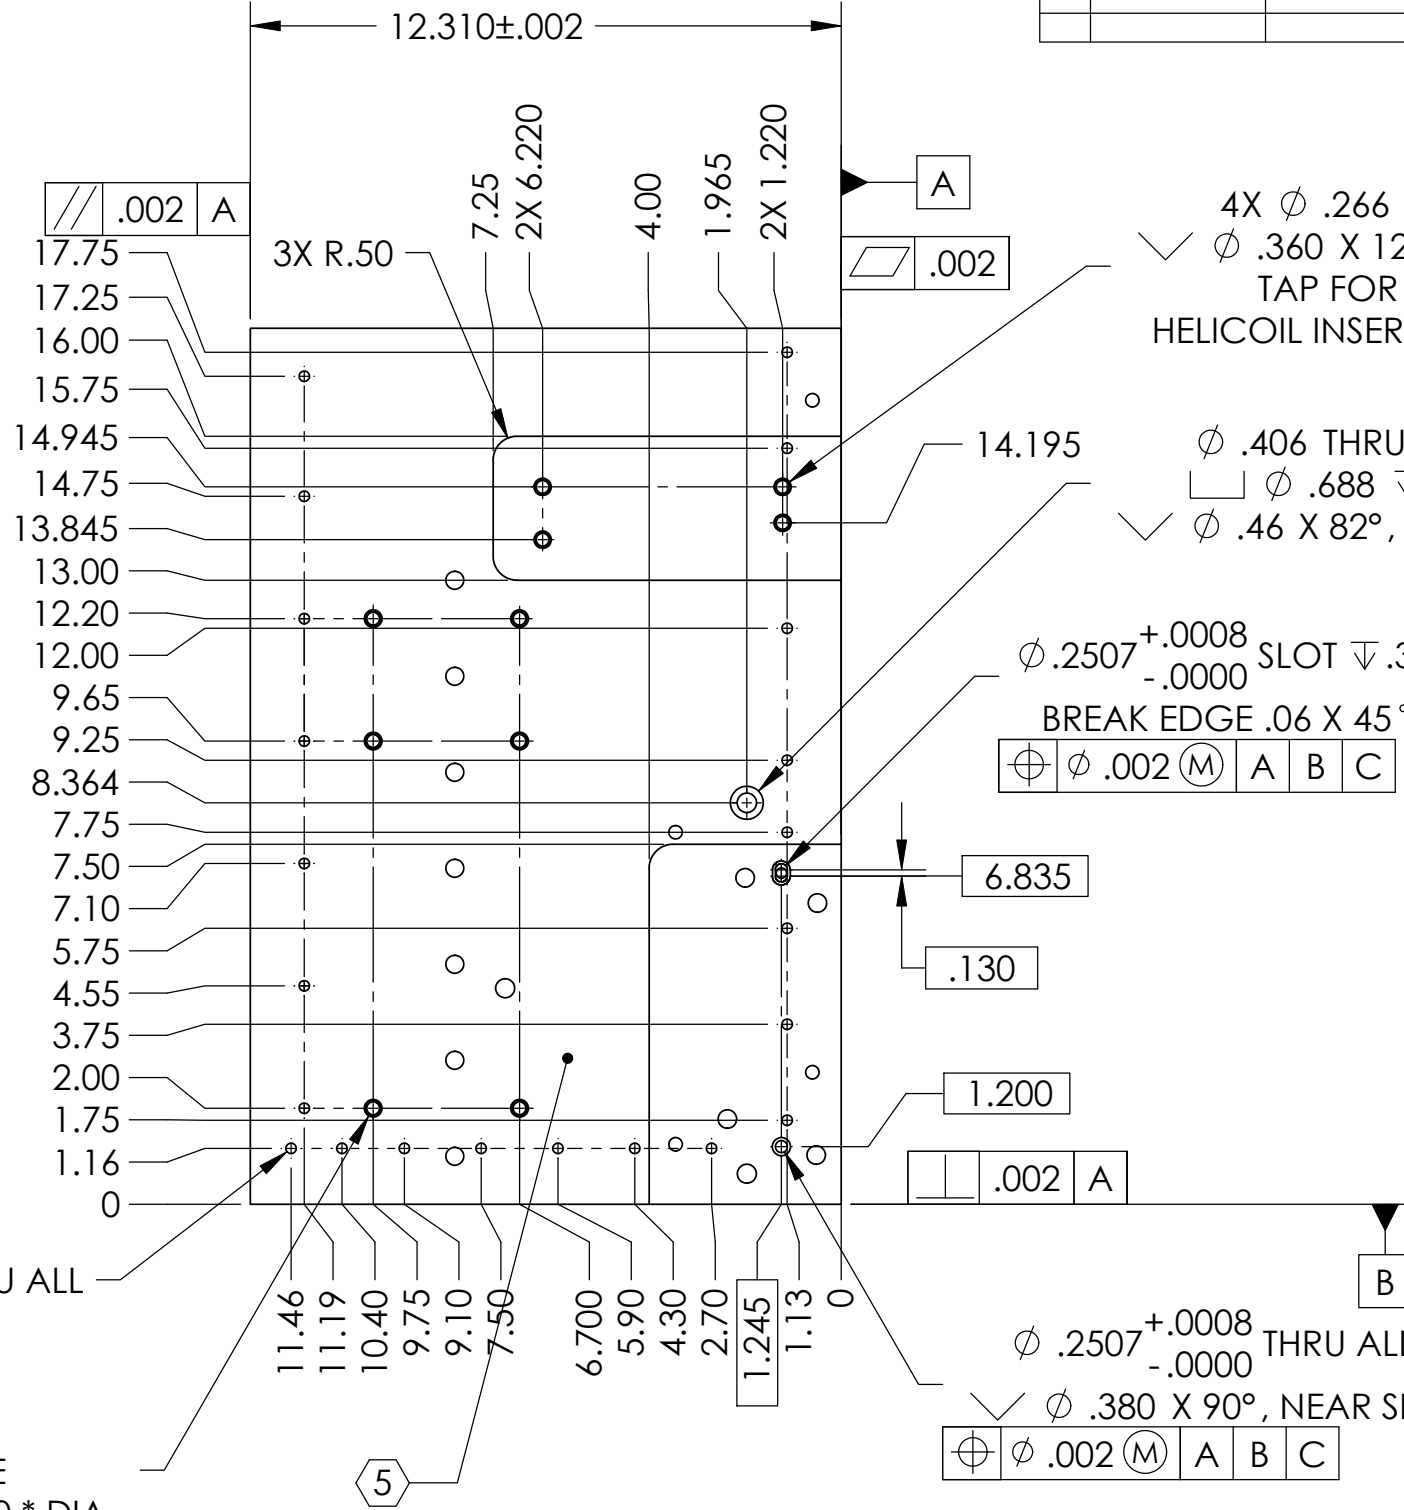 12.310±.002
7.25
2X 6.220
4.00
1.965
2X 1.220
A
// .002 A
.002
3X R.50
4X ∅ .266
∅ .360 X 12
TAP FOR
HELICOIL INSER
17.75
17.25
16.00
15.75
14.945
14.75
13.845
13.00
12.20
12.00
9.65
9.25
8.364
7.75
7.50
7.10
5.75
4.55
3.75
2.00
1.75
1.16
0
14.195
∅ .406 THRU
⌴ ∅ .688
∅ .46 X 82°,
∅.2507 +.0008 -.0000 SLOT ↧ .3
BREAK EDGE .06 X 45°
⌖ ∅ .002 Ⓜ A B C
6.835
.130
1.200
⊥ .002 A
B
U ALL
11.46
11.19
10.40
9.75
9.10
7.50
6.700
5.90
4.30
2.70
1.245
1.13
0
∅ .2507 +.0008 -.0000 THRU ALL
∅ .380 X 90°, NEAR SI
⌖ ∅ .002 Ⓜ A B C
5
* DIA